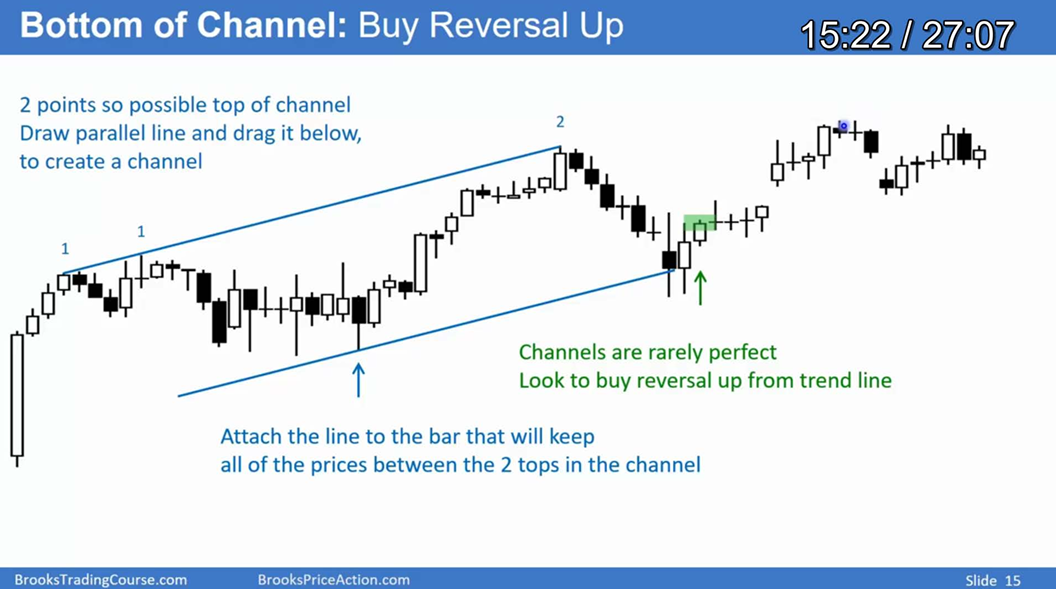 Bottom of Channel: Buy Reversal Up
15:22 / 27:07
2 points so possible top of channel
Draw parallel line and drag it below,
to create a channel
2
1
1
Channels are rarely perfect
Look to buy reversal up from trend line
Attach the line to the bar that will keep
all of the prices between the 2 tops in the channel
BrooksTradingCourse.com
BrooksPriceAction.com
Slide 15